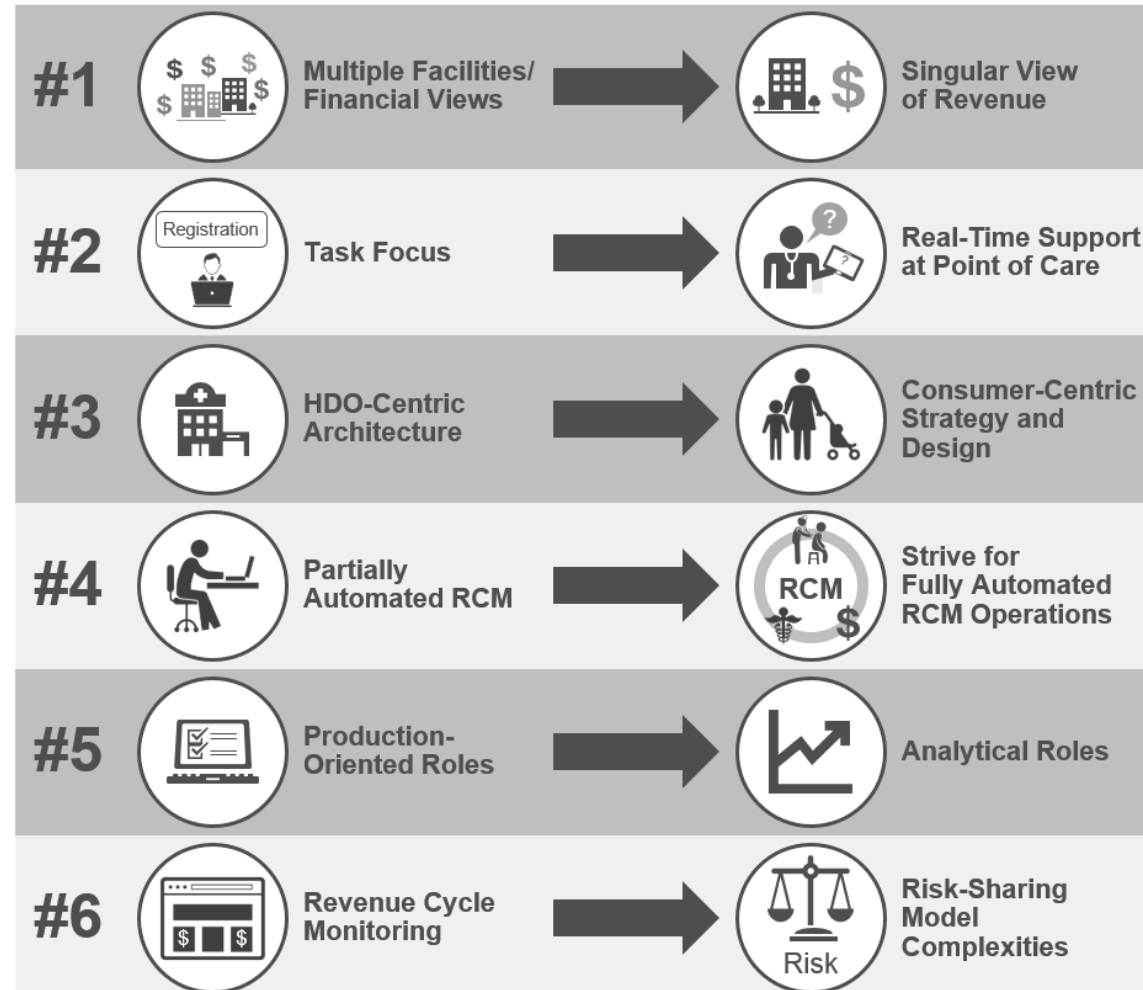 #1
$ $ $ $ $
Multiple Facilities/
Financial Views
$
Singular View
of Revenue
#2
Registration
Task Focus
?
?
Real-Time Support
at Point of Care
#3
HDO-Centric
Architecture
Consumer-Centric
Strategy and
Design
#4
Partially
Automated RCM
RCM
$
Strive for
Fully Automated
RCM Operations
#5
Production-
Oriented Roles
Analytical Roles
#6
$ $
Revenue Cycle
Monitoring
Risk
Risk-Sharing
Model
Complexities